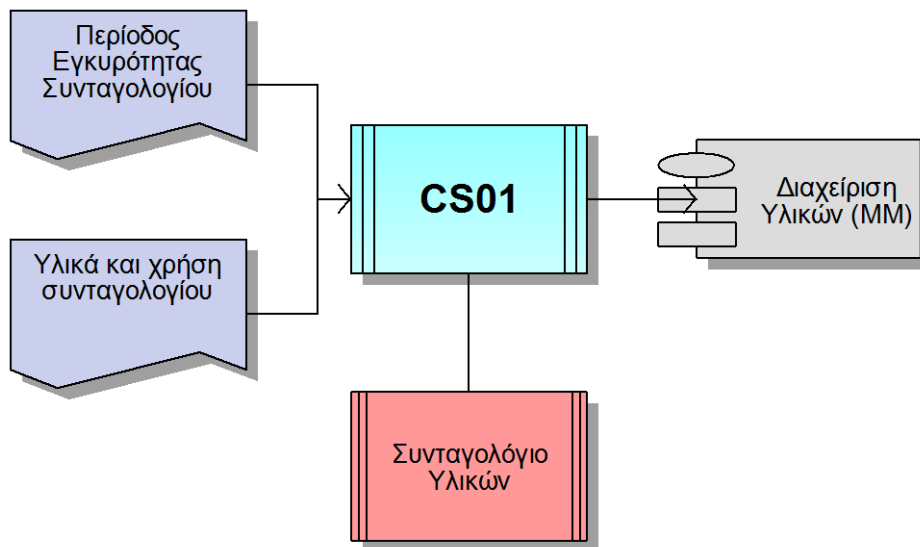 Περίοδος
Εγκυρότητας
Συνταγολογίου
Υλικά και χρήση
συνταγολογίου
CS01
Διαχείριση
Υλικών (MM)
Συνταγολόγιο
Υλικών